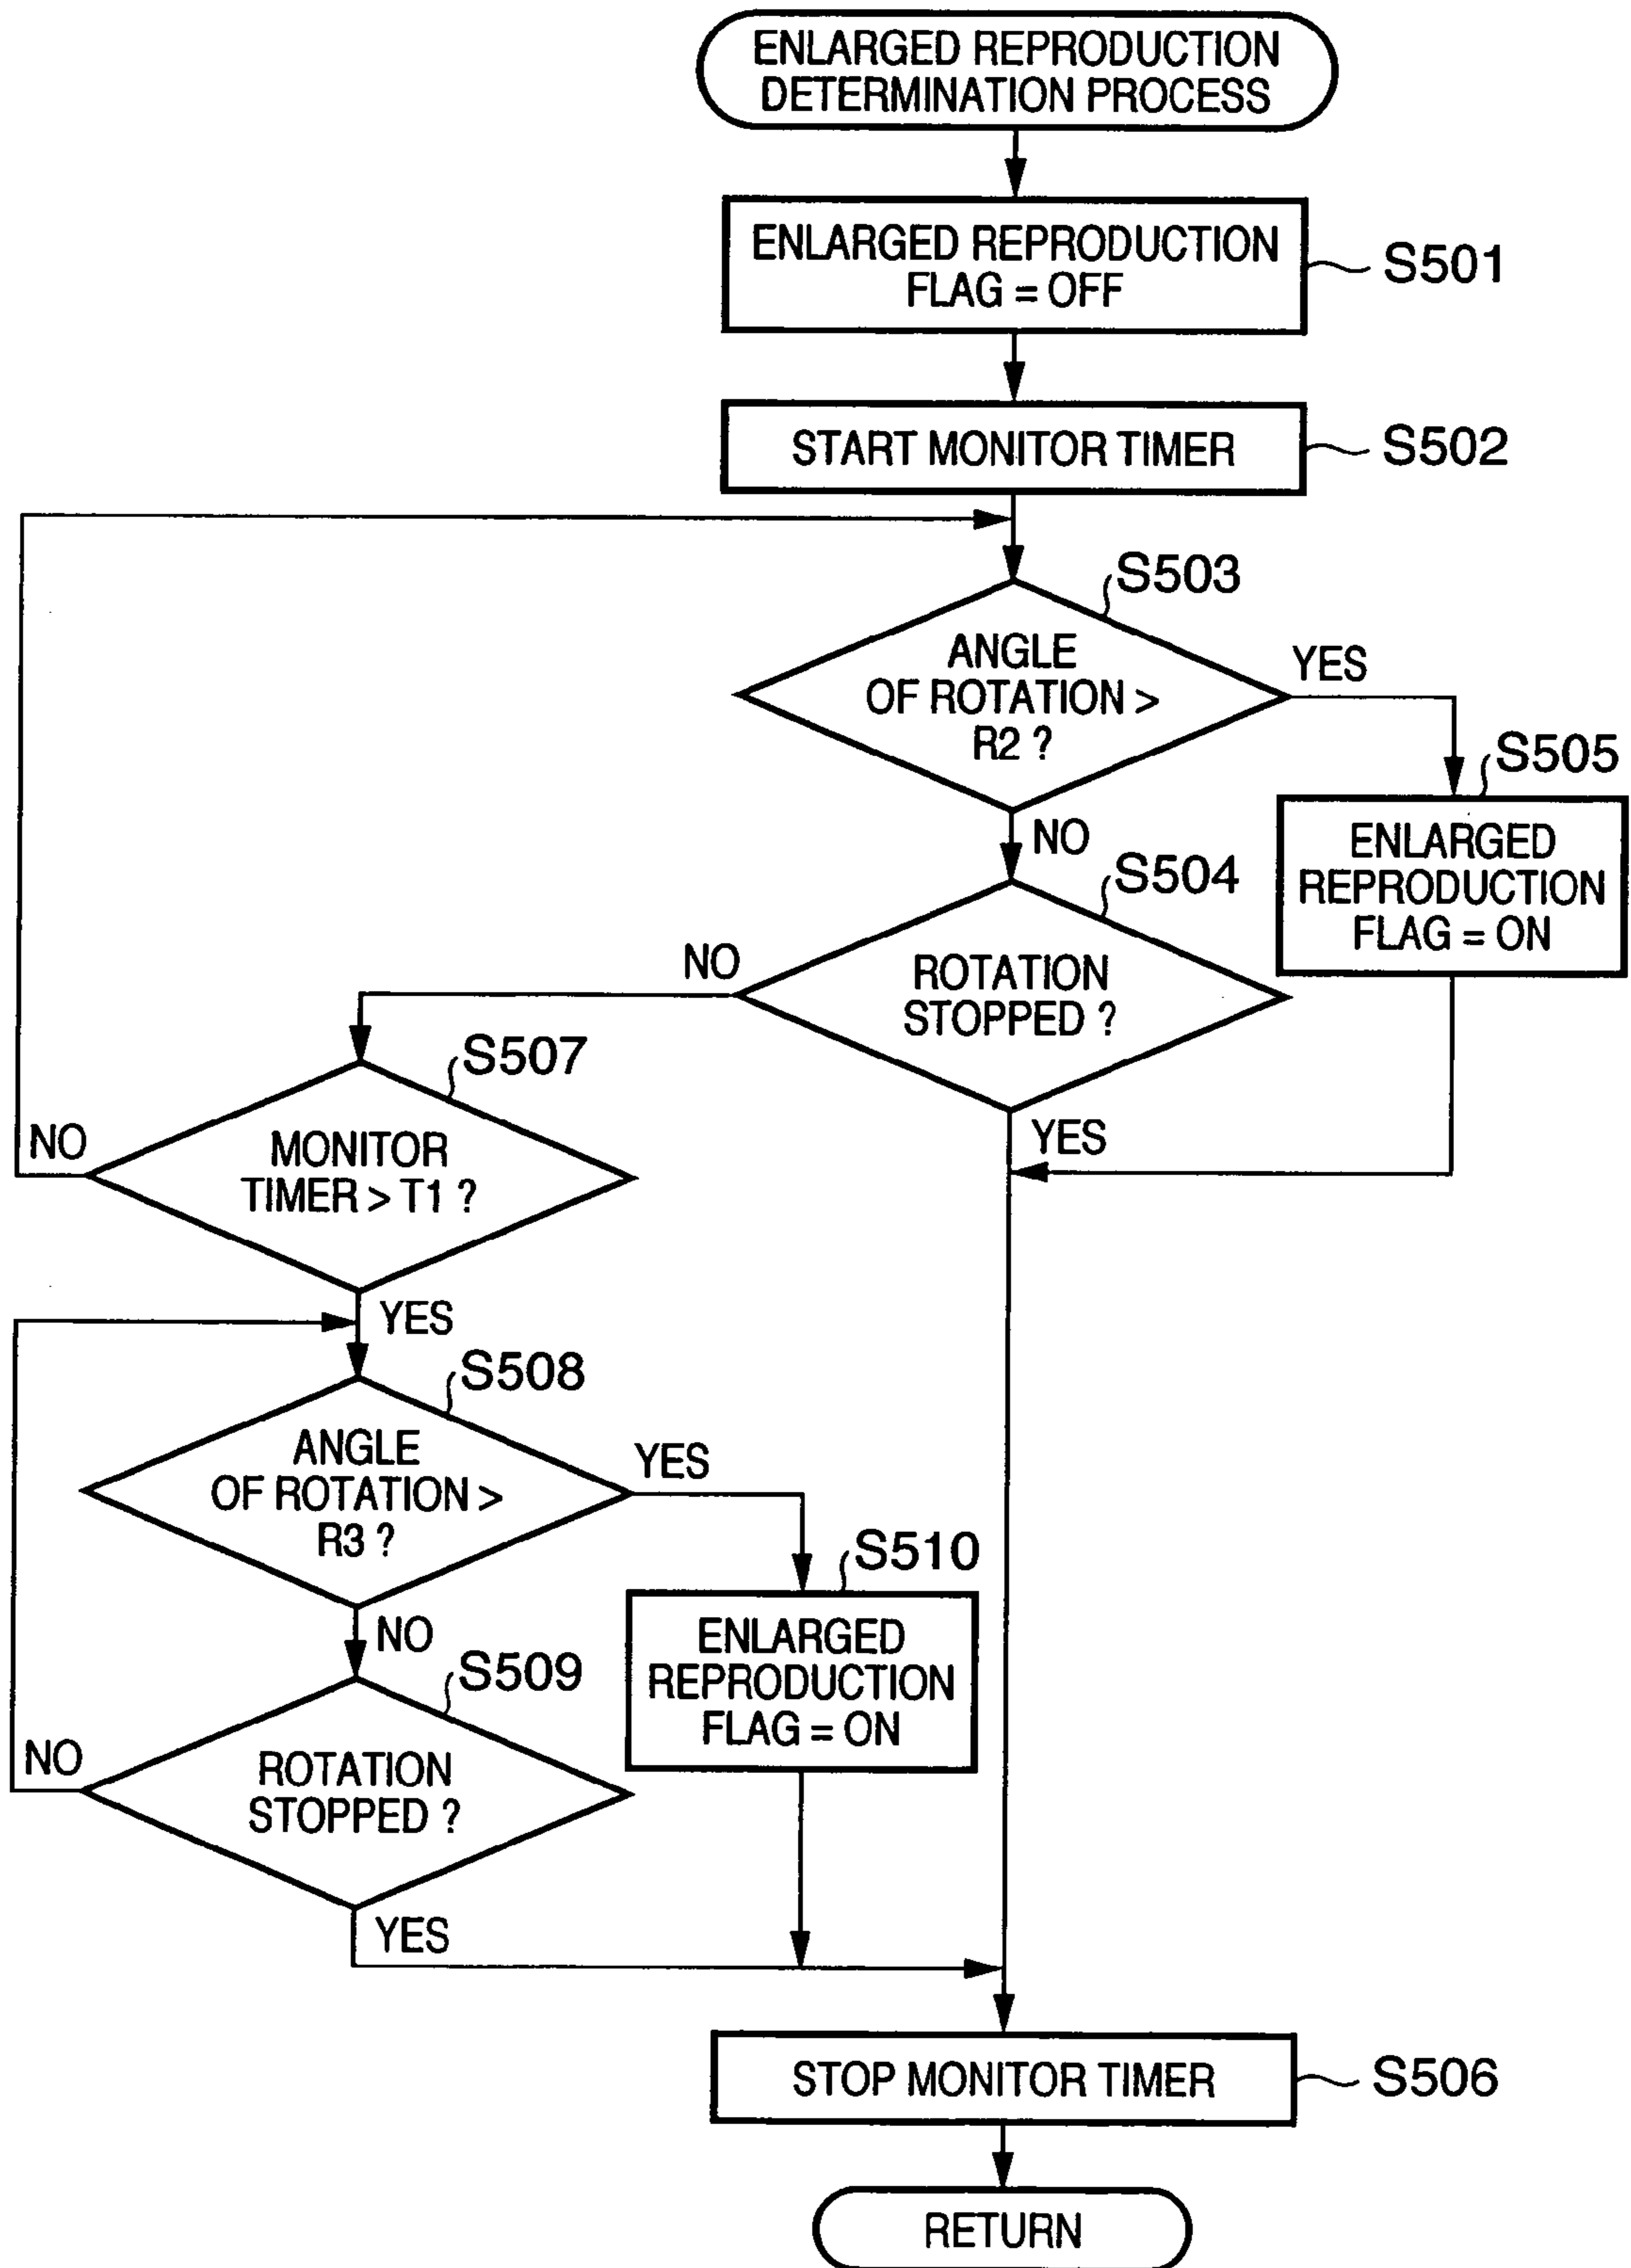 ENLARGED REPRODUCTION
DETERMINATION PROCESS
ENLARGED REPRODUCTION
FLAG = OFF
S501
START MONITOR TIMER
S502
S503
ANGLE
OF ROTATION >
R2 ?
YES
NO
S505
ENLARGED
REPRODUCTION
FLAG = ON
S504
ROTATION
STOPPED ?
NO
YES
S507
MONITOR
TIMER > T1 ?
NO
YES
S508
ANGLE
OF ROTATION >
R3 ?
YES
NO
S510
ENLARGED
REPRODUCTION
FLAG = ON
S509
ROTATION
STOPPED ?
NO
YES
STOP MONITOR TIMER
S506
RETURN